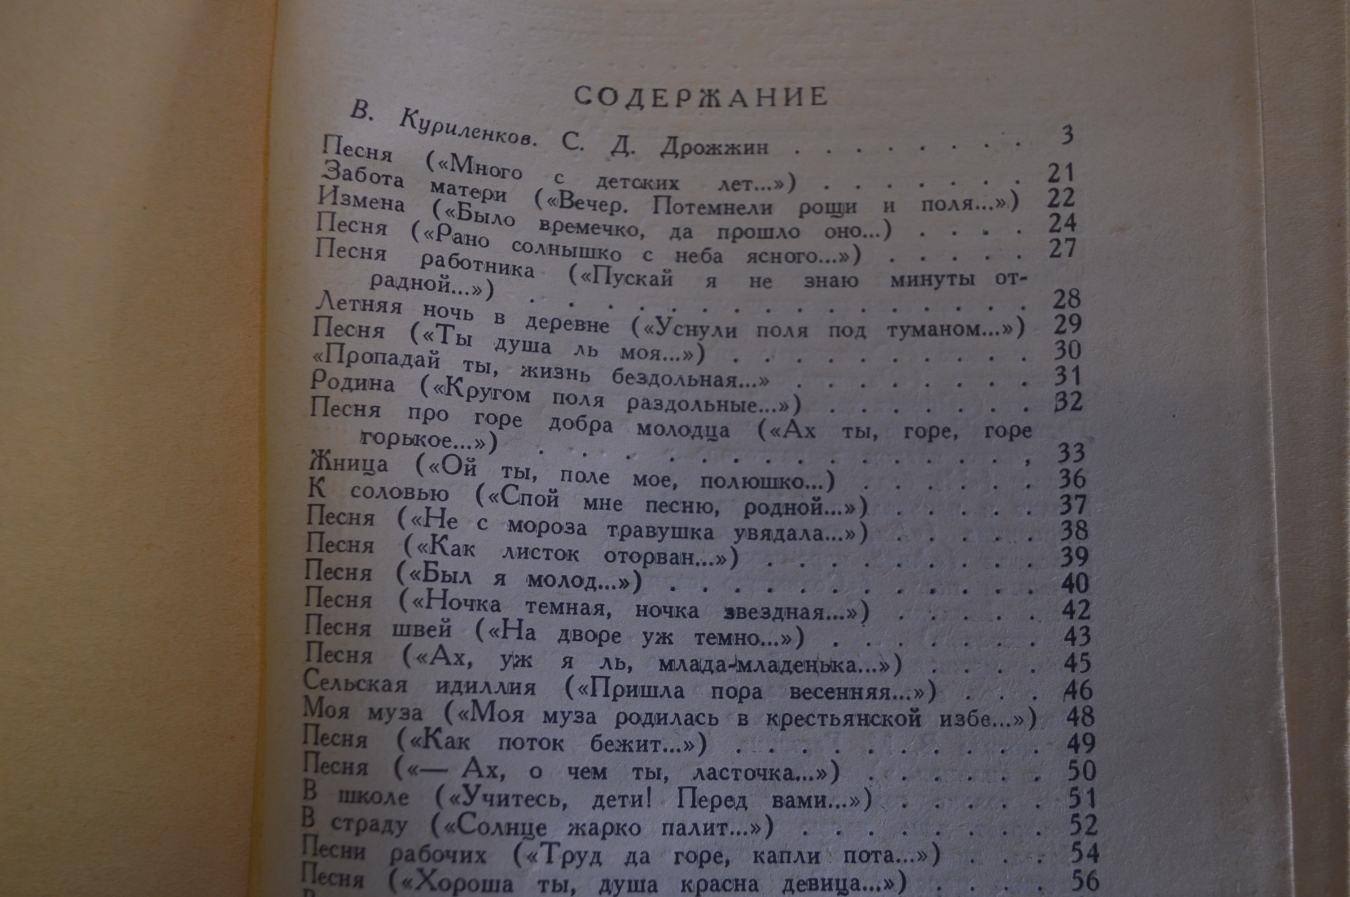 СОДЕРЖАНИЕ
В. Куриленков. С. Д. Дрожжин . . . . . . . . 3
Песня («Много с детских лет...») . . . . . . . 21
Забота матери («Вечер. Потемнели рощи и поля...») 22
Измена («Было времечко, да прошло оно...) . . . . 24
Песня («Рано солнышко с неба ясного...») . . . . . 27
Песня работника («Пускай я не знаю минуты от-
радной...») . . . . . . . . . . . . . 28
Летняя ночь в деревне («Уснули поля под туманом...») 29
Песня («Ты душа ль моя...») . . . . . . . . 30
«Пропадай ты, жизнь бездольная...» . . . . . . . 31
Родина («Кругом поля раздольные...») . . . . . . 32
Песня про горе добра молодца («Ах ты, горе, горе
горькое...») . . . . . . . . . . . . 33
Жница («Ой ты, поле мое, полюшко...) . . . . . 36
К соловью («Спой мне песню, родной...») . . . . . 37
Песня («Не с мороза травушка увядала...») . . . . . 38
Песня («Как листок оторван...») . . . . . . . 39
Песня («Был я молод...») . . . . . . . . . 40
Песня («Ночка темная, ночка звездная...») . . . . . 42
Песня швей («На дворе уж темно...») . . . . . . 43
Песня («Ах, уж я ль, млада-младенька...») . . . . 45
Сельская идиллия («Пришла пора весенняя...») . . . 46
Моя муза («Моя муза родилась в крестьянской избе...») 48
Песня («Как поток бежит...») . . . . . . . . 49
Песня («— Ах, о чем ты, ласточка...») . . . . . 50
В школе («Учитесь, дети! Перед вами...») . . . . 51
В страду («Солнце жарко палит...») . . . . . . . 52
Песни рабочих («Труд да горе, капли пота...») . . . 54
Песня («Хороша ты, душа красна девица...») . . . . 56